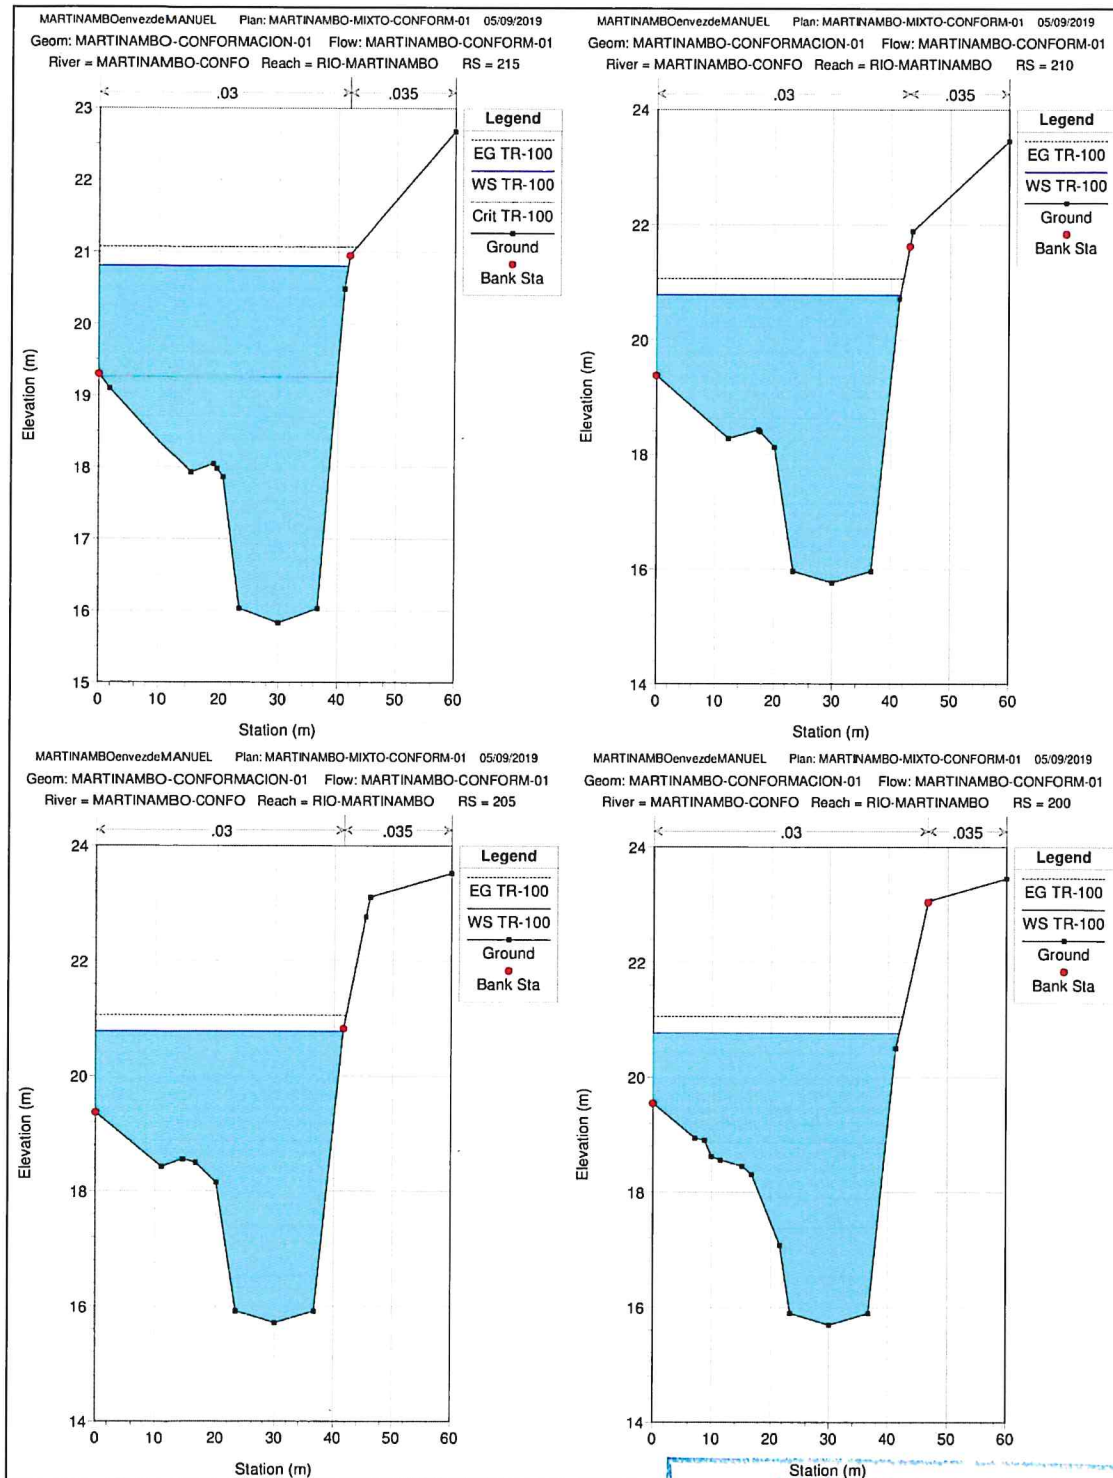 MARTINAMBOenvezdeMANUEL Plan: MARTINAMBO-MIXTO-CONFORM-01 05/09/2019
Geom: MARTINAMBO-CONFORMACION-01 Flow: MARTINAMBO-CONFORM-01
River = MARTINAMBO-CONFO Reach = RIO-MARTINAMBO RS = 215
.03 .035
Legend
EG TR-100
WS TR-100
Crit TR-100
Ground
Bank Sta
23
22
21
20
19
18
17
16
15
Elevation (m)
0 10 20 30 40 50 60
Station (m)
MARTINAMBOenvezdeMANUEL Plan: MARTINAMBO-MIXTO-CONFORM-01 05/09/2019
Geom: MARTINAMBO-CONFORMACION-01 Flow: MARTINAMBO-CONFORM-01
River = MARTINAMBO-CONFO Reach = RIO-MARTINAMBO RS = 210
.03 .035
Legend
EG TR-100
WS TR-100
Ground
Bank Sta
24
22
20
18
16
14
Elevation (m)
0 10 20 30 40 50 60
Station (m)
MARTINAMBOenvezdeMANUEL Plan: MARTINAMBO-MIXTO-CONFORM-01 05/09/2019
Geom: MARTINAMBO-CONFORMACION-01 Flow: MARTINAMBO-CONFORM-01
River = MARTINAMBO-CONFO Reach = RIO-MARTINAMBO RS = 205
.03 .035
Legend
EG TR-100
WS TR-100
Ground
Bank Sta
24
22
20
18
16
14
Elevation (m)
0 10 20 30 40 50 60
Station (m)
MARTINAMBOenvezdeMANUEL Plan: MARTINAMBO-MIXTO-CONFORM-01 05/09/2019
Geom: MARTINAMBO-CONFORMACION-01 Flow: MARTINAMBO-CONFORM-01
River = MARTINAMBO-CONFO Reach = RIO-MARTINAMBO RS = 200
.03 .035
Legend
EG TR-100
WS TR-100
Ground
Bank Sta
24
22
20
18
16
14
Elevation (m)
0 10 20 30 40 50 60
Station (m)